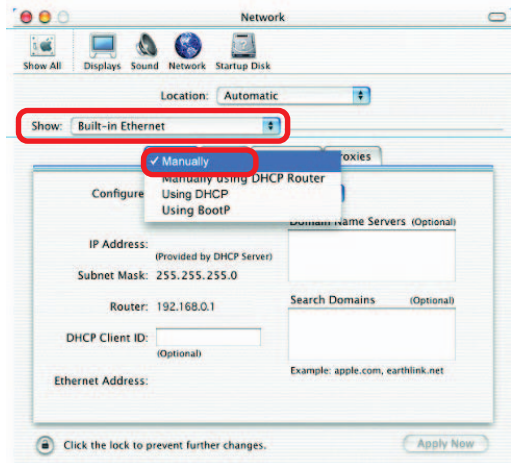 Network
Show All Displays Sound Network Startup Disk
Location: Automatic
Show: Built-in Ethernet
✓ Manually
Manually using DHCP Router
Using DHCP
Using BootP
roxies
Configure
Domain Name Servers (Optional)
IP Address:
(Provided by DHCP Server)
Subnet Mask: 255.255.255.0
Router: 192.168.0.1
Search Domains (Optional)
DHCP Client ID:
(Optional)
Example: apple.com, earthlink.net
Ethernet Address:
Click the lock to prevent further changes.
Apply Now